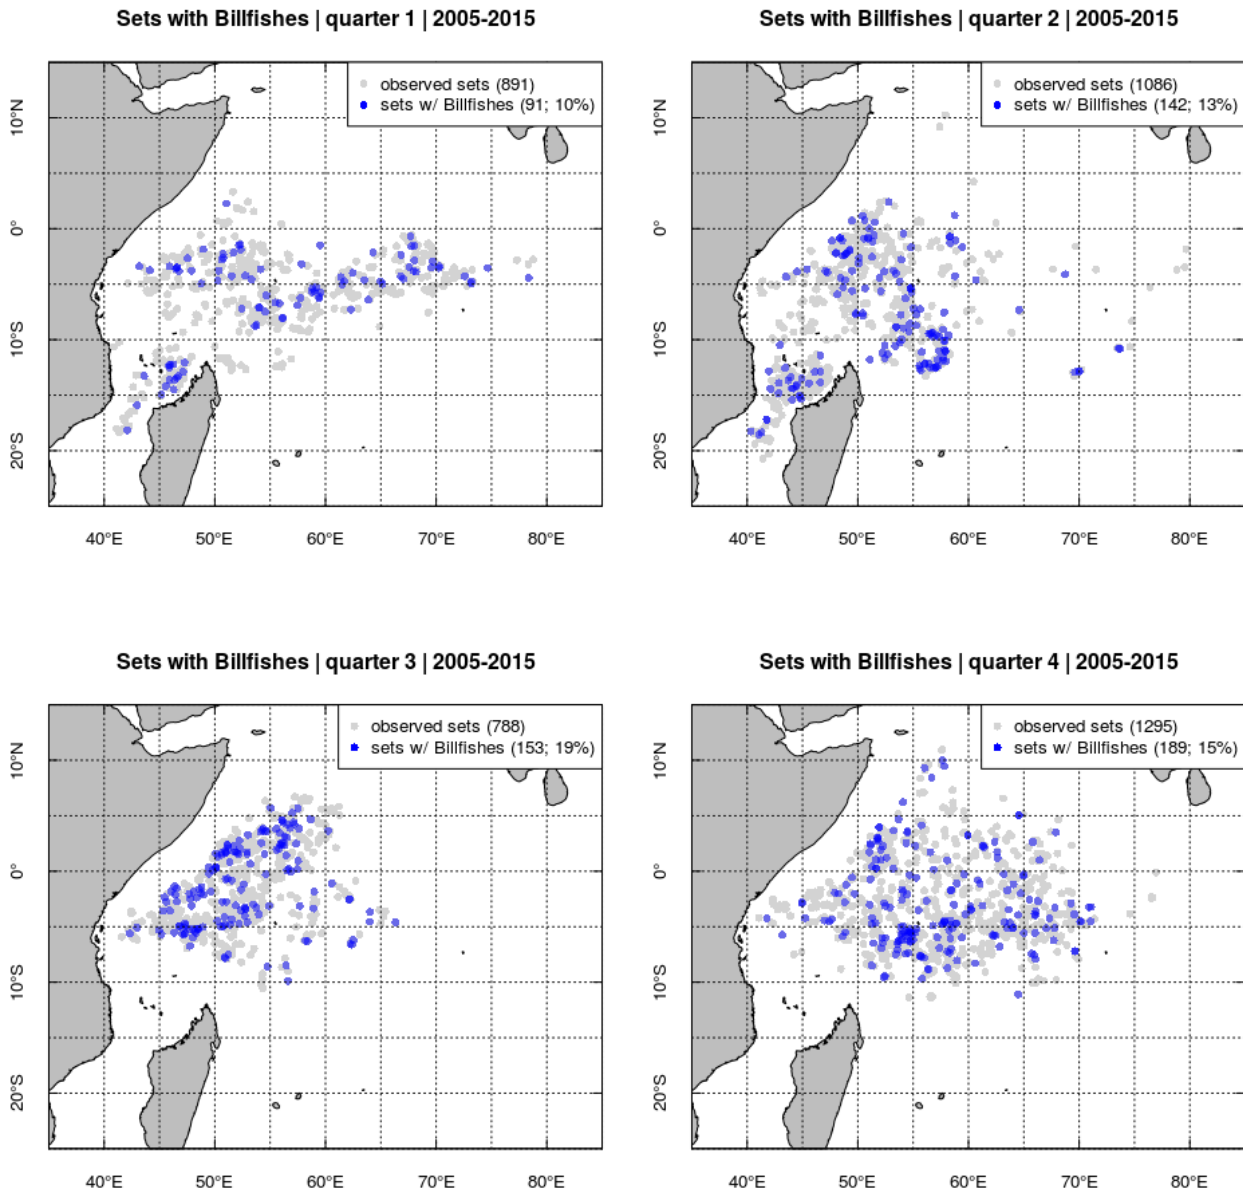 Sets with Billfishes | quarter 1 | 2005-2015
observed sets (891)
sets w/ Billfishes (91; 10%)
10°N
0°
10°S
20°S
40°E 50°E 60°E 70°E 80°E
Sets with Billfishes | quarter 2 | 2005-2015
observed sets (1086)
sets w/ Billfishes (142; 13%)
10°N
0°
10°S
20°S
40°E 50°E 60°E 70°E 80°E
Sets with Billfishes | quarter 3 | 2005-2015
observed sets (788)
sets w/ Billfishes (153; 19%)
10°N
0°
10°S
20°S
40°E 50°E 60°E 70°E 80°E
Sets with Billfishes | quarter 4 | 2005-2015
observed sets (1295)
sets w/ Billfishes (189; 15%)
10°N
0°
10°S
20°S
40°E 50°E 60°E 70°E 80°E